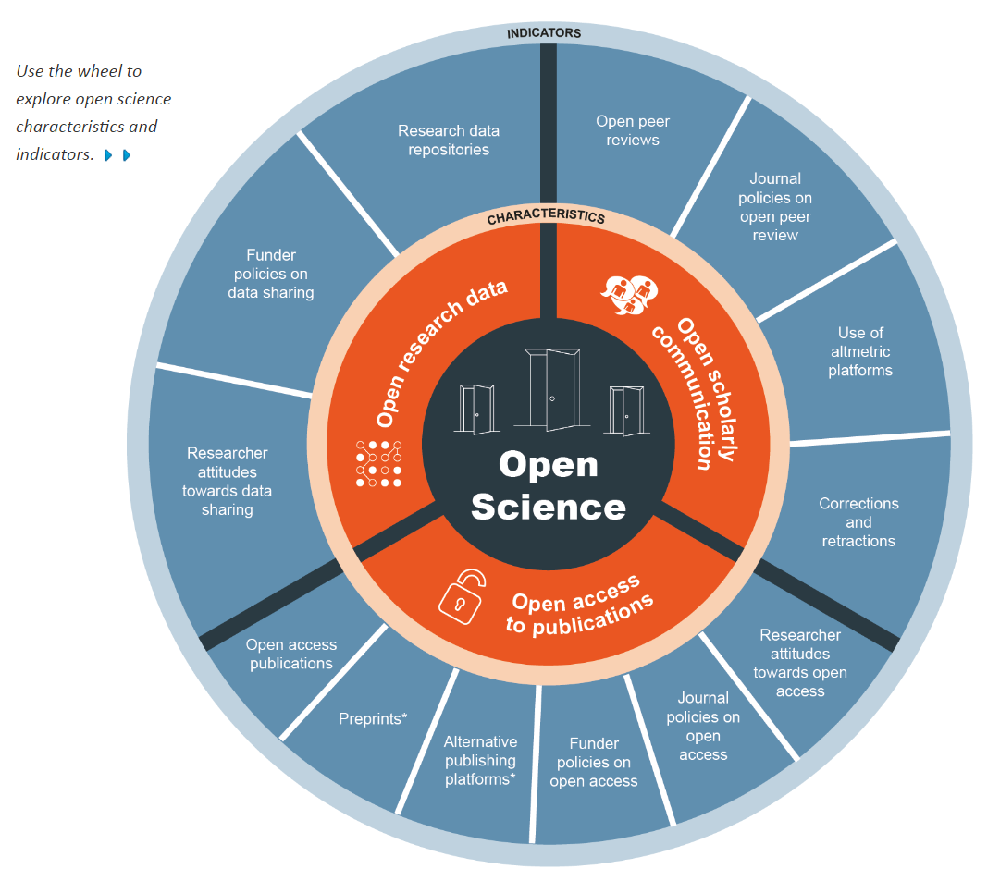 Use the wheel to
explore open science
characteristics and
indicators.
INDICATORS
Research data
repositories
Open peer
reviews
Journal
policies on
open peer
review
Funder
policies on
data sharing
CHARACTERISTICS
Open research data
Open scholarly
communication
Use of
altmetric
platforms
Researcher
attitudes
towards data
sharing
Open
Science
Corrections
and
retractions
Open access
to publications
Open access
publications
Preprints*
Alternative
publishing
platforms*
Funder
policies on
open access
Journal
policies on
open
access
Researcher
attitudes
towards open
access